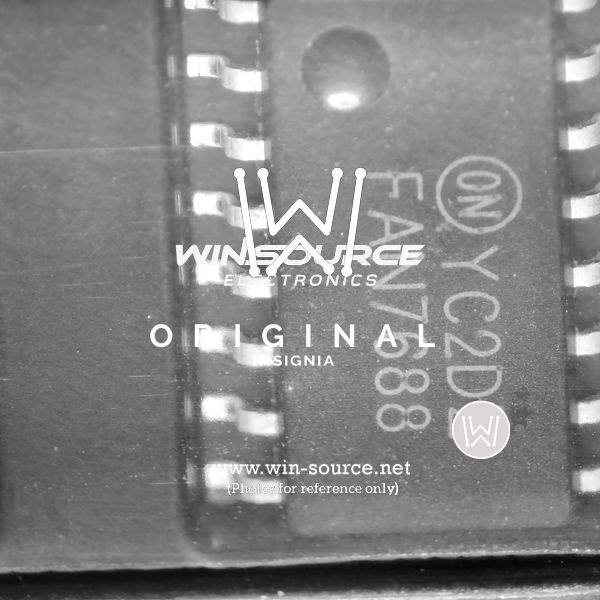 ON YC2D
FAN7688
WINSOURCE
ELECTRONICS
ORIGINAL
INSIGNIA
www.win-source.net
(Photos for reference only)
W